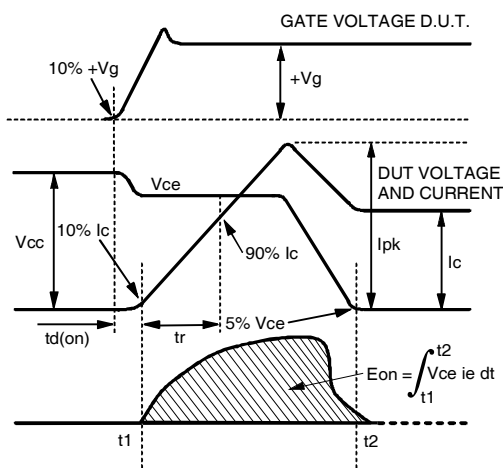 GATE VOLTAGE D.U.T.
10% +Vg
+Vg
Vce
DUT VOLTAGE
AND CURRENT
Vcc
10% Ic
90% Ic
Ipk
Ic
td(on)
tr
5% Vce
t2
Eon = ∫ Vce ie dt
t1
t1
t2